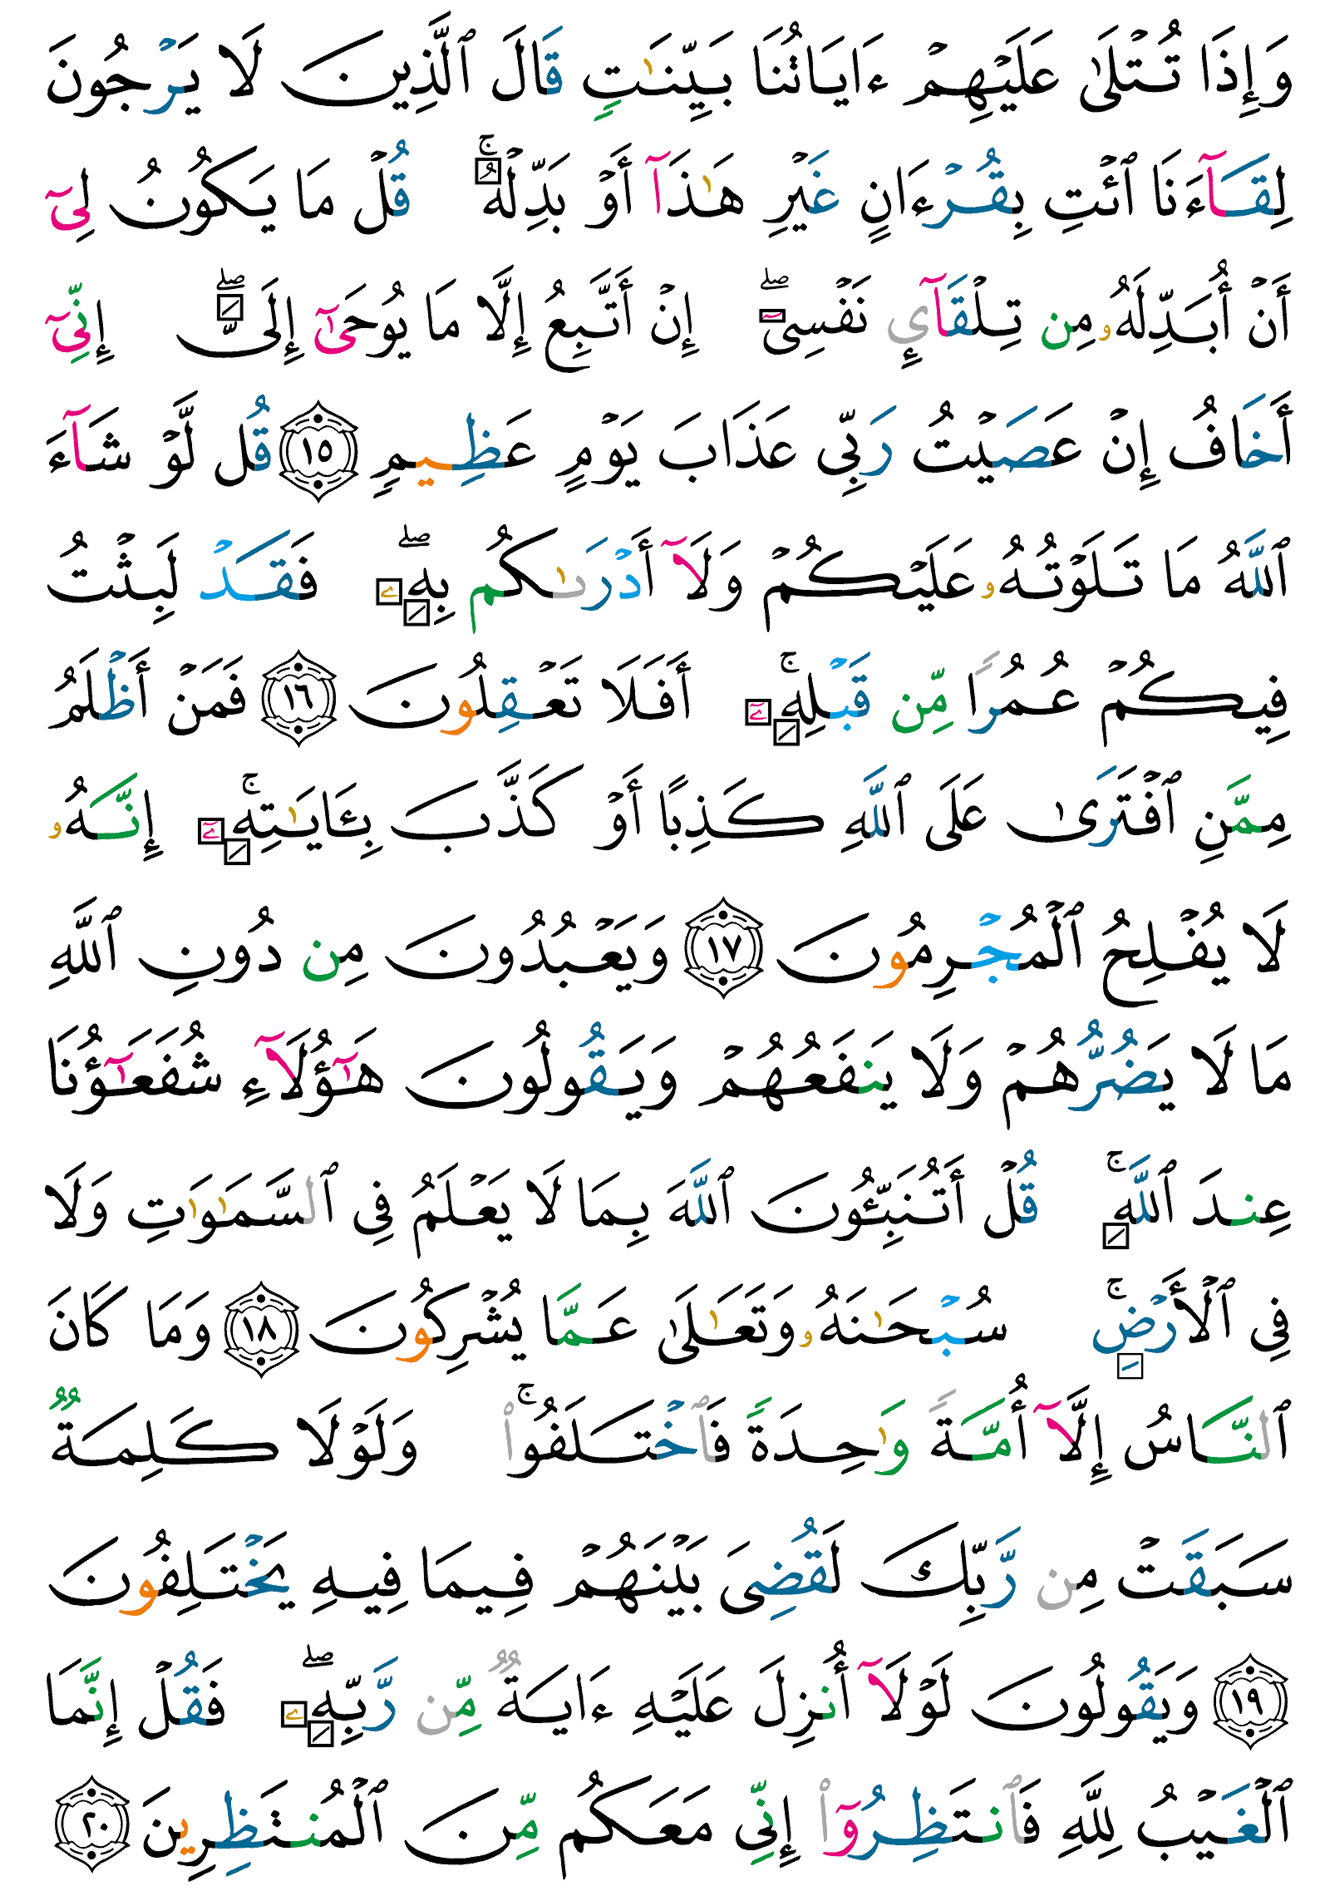 وَإِذَا تُتْلَىٰ عَلَيْهِمْ ءَايَاتُنَا بَيِّنَٰتٍ قَالَ ٱلَّذِينَ لَا يَرْجُونَ
لِقَآءَنَا ٱئْتِ بِقُرْءَانٍ غَيْرِ هَٰذَآ أَوْ بَدِّلْهُ ۚ قُلْ مَا يَكُونُ لِىٓ
أَنْ أُبَدِّلَهُۥ مِن تِلْقَآئِ نَفْسِىٓ ۖ إِنْ أَتَّبِعُ إِلَّا مَا يُوحَىٰٓ إِلَىَّ ۖ إِنِّىٓ
أَخَافُ إِنْ عَصَيْتُ رَبِّى عَذَابَ يَوْمٍ عَظِيمٍ ١٥ قُل لَّوْ شَآءَ
ٱللَّهُ مَا تَلَوْتُهُۥ عَلَيْكُمْ وَلَآ أَدْرَىٰكُم بِهِۦ ۖ فَقَدْ لَبِثْتُ
فِيكُمْ عُمُرًا مِّن قَبْلِهِۦٓ ۚ أَفَلَا تَعْقِلُونَ ١٦ فَمَنْ أَظْلَمُ
مِمَّنِ ٱفْتَرَىٰ عَلَى ٱللَّهِ كَذِبًا أَوْ كَذَّبَ بِـَٔايَٰتِهِۦٓ ۚ إِنَّهُۥ
لَا يُفْلِحُ ٱلْمُجْرِمُونَ ١٧ وَيَعْبُدُونَ مِن دُونِ ٱللَّهِ
مَا لَا يَضُرُّهُمْ وَلَا يَنفَعُهُمْ وَيَقُولُونَ هَٰٓؤُلَآءِ شُفَعَٰٓؤُنَا
عِندَ ٱللَّهِ ۚ قُلْ أَتُنَبِّـُٔونَ ٱللَّهَ بِمَا لَا يَعْلَمُ فِى ٱلسَّمَٰوَٰتِ وَلَا
فِى ٱلْأَرْضِ ۚ سُبْحَٰنَهُۥ وَتَعَٰلَىٰ عَمَّا يُشْرِكُونَ ١٨ وَمَا كَانَ
ٱلنَّاسُ إِلَّآ أُمَّةً وَٰحِدَةً فَٱخْتَلَفُوا۟ ۚ وَلَوْلَا كَلِمَةٌ
سَبَقَتْ مِن رَّبِّكَ لَقُضِىَ بَيْنَهُمْ فِيمَا فِيهِ يَخْتَلِفُونَ
١٩ وَيَقُولُونَ لَوْلَآ أُنزِلَ عَلَيْهِ ءَايَةٌ مِّن رَّبِّهِۦ ۖ فَقُلْ إِنَّمَا
ٱلْغَيْبُ لِلَّهِ فَٱنتَظِرُوٓا۟ إِنِّى مَعَكُم مِّنَ ٱلْمُنتَظِرِينَ ٢٠